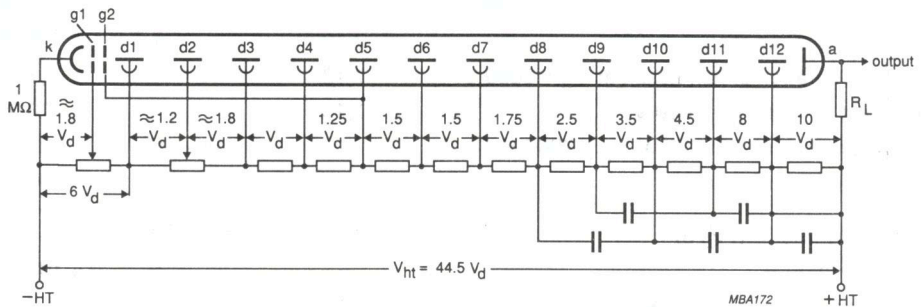 g1 g2
k d1 d2 d3 d4 d5 d6 d7 d8 d9 d10 d11 d12 a output
1 MΩ
R_L
≈ 1.8 V_d
≈1.2 V_d
≈1.8 V_d
V_d
1.25 V_d
1.5 V_d
1.5 V_d
1.75 V_d
2.5 V_d
3.5 V_d
4.5 V_d
8 V_d
10 V_d
6 V_d
V_ht = 44.5 V_d
−HT MBA172 +HT